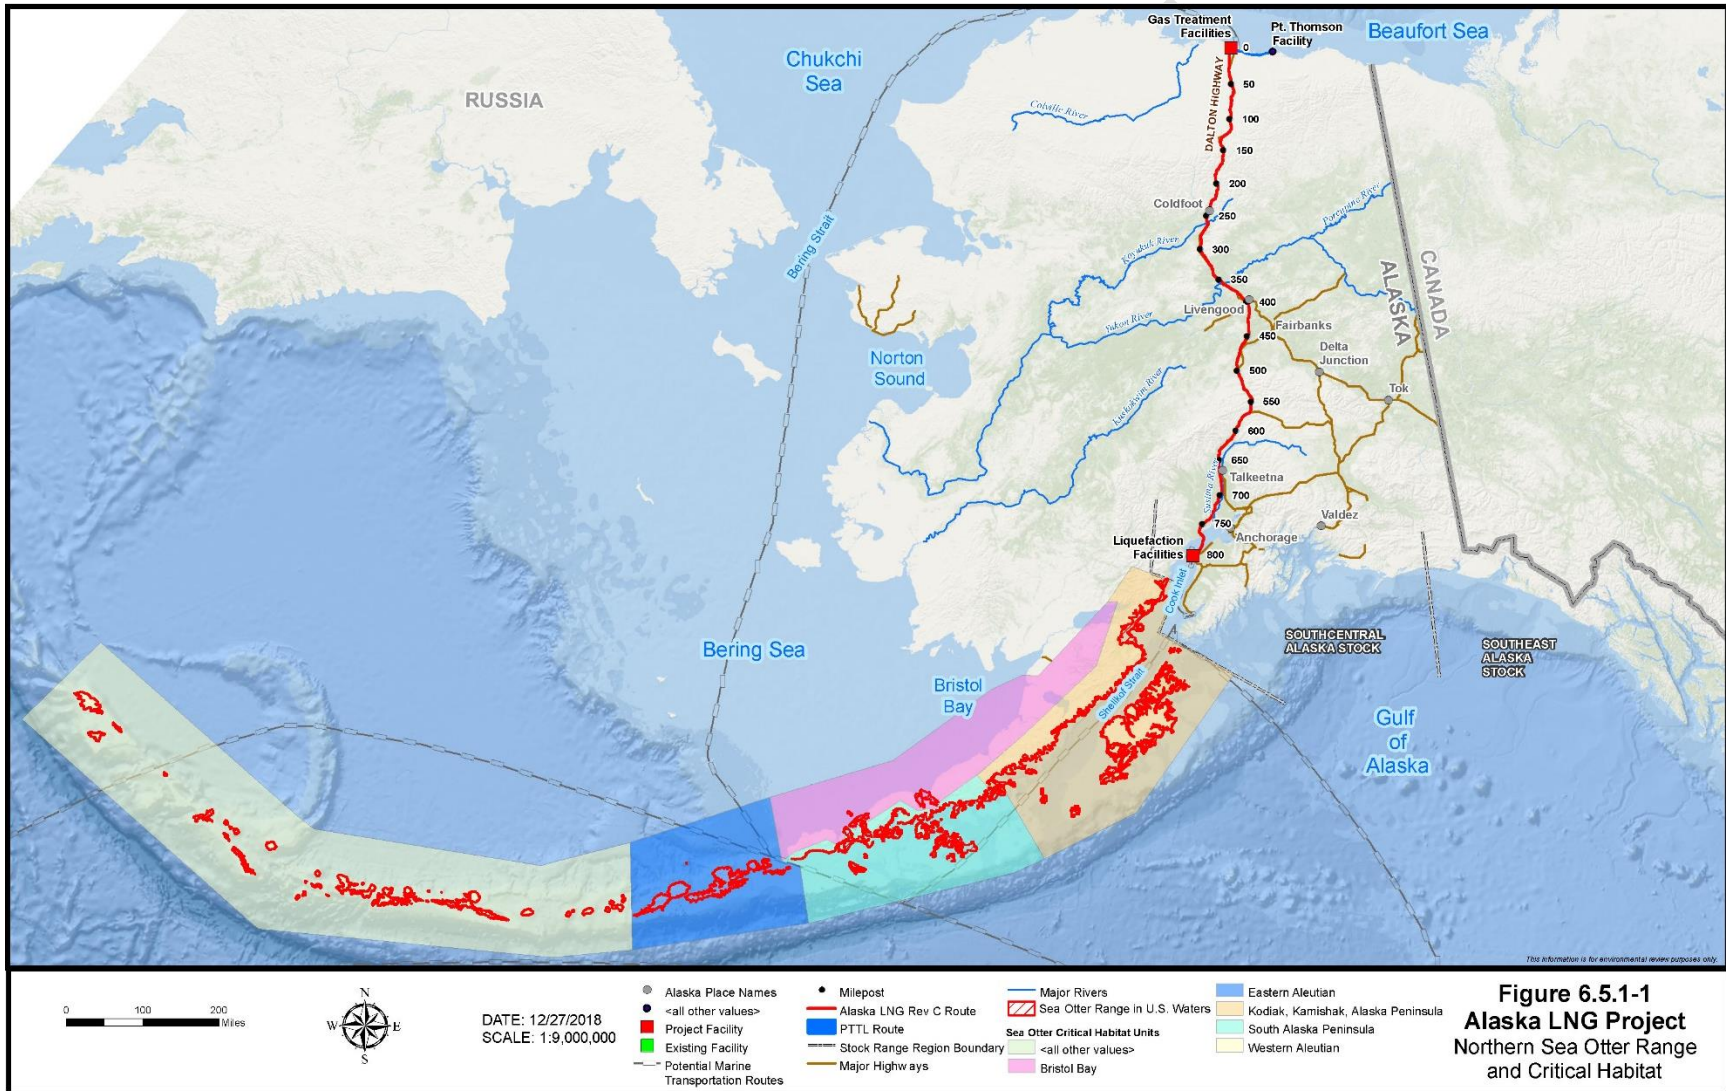 Gas Treatment
Facilities
Pt. Thomson
Facility
Beaufort Sea
Chukchi
Sea
RUSSIA
0
DALTON HIGHWAY
50
100
150
200
Colville River
Coldfoot
250
Porcupine River
Koyukuk River
300
350
Bering Strait
CANADA
ALASKA
400
Livengood
Yukon River
Fairbanks
450
Norton
Sound
Delta
Junction
500
Kuskokwim River
Tok
550
600
650
Susitna River
Talkeetna
700
Valdez
750
Anchorage
Liquefaction
Facilities
800
Cook Inlet
SOUTHCENTRAL
ALASKA STOCK
SOUTHEAST
ALASKA
STOCK
Bering Sea
Bristol
Bay
Shelikof Strait
Gulf
of
Alaska
This information is for environmental review purposes only.
0 100 200
Miles
N
W E
S
DATE: 12/27/2018
SCALE: 1:9,000,000
Alaska Place Names
<all other values>
Project Facility
Existing Facility
Potential Marine
Transportation Routes
Milepost
Alaska LNG Rev C Route
PTTL Route
Stock Range Region Boundary
Major Highways
Major Rivers
Sea Otter Range in U.S. Waters
Sea Otter Critical Habitat Units
<all other values>
Bristol Bay
Eastern Aleutian
Kodiak, Kamishak, Alaska Peninsula
South Alaska Peninsula
Western Aleutian
Figure 6.5.1-1
Alaska LNG Project
Northern Sea Otter Range
and Critical Habitat